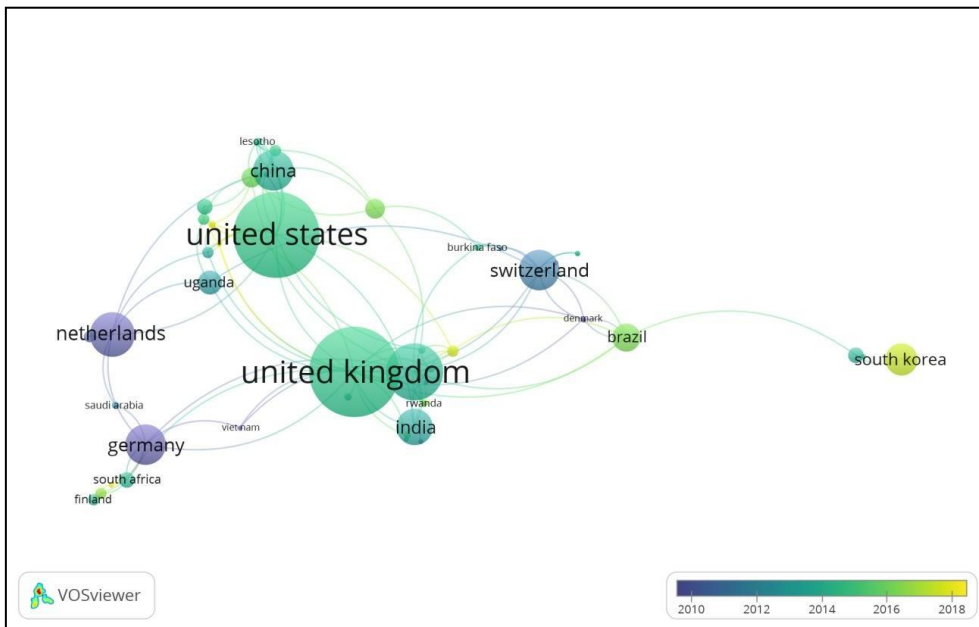 lesotho
china
united states
burkina faso
switzerland
uganda
denmark
netherlands
brazil
south korea
united kingdom
rwanda
saudi arabia
vietnam
india
germany
south africa
finland
VOSviewer
2010 2012 2014 2016 2018